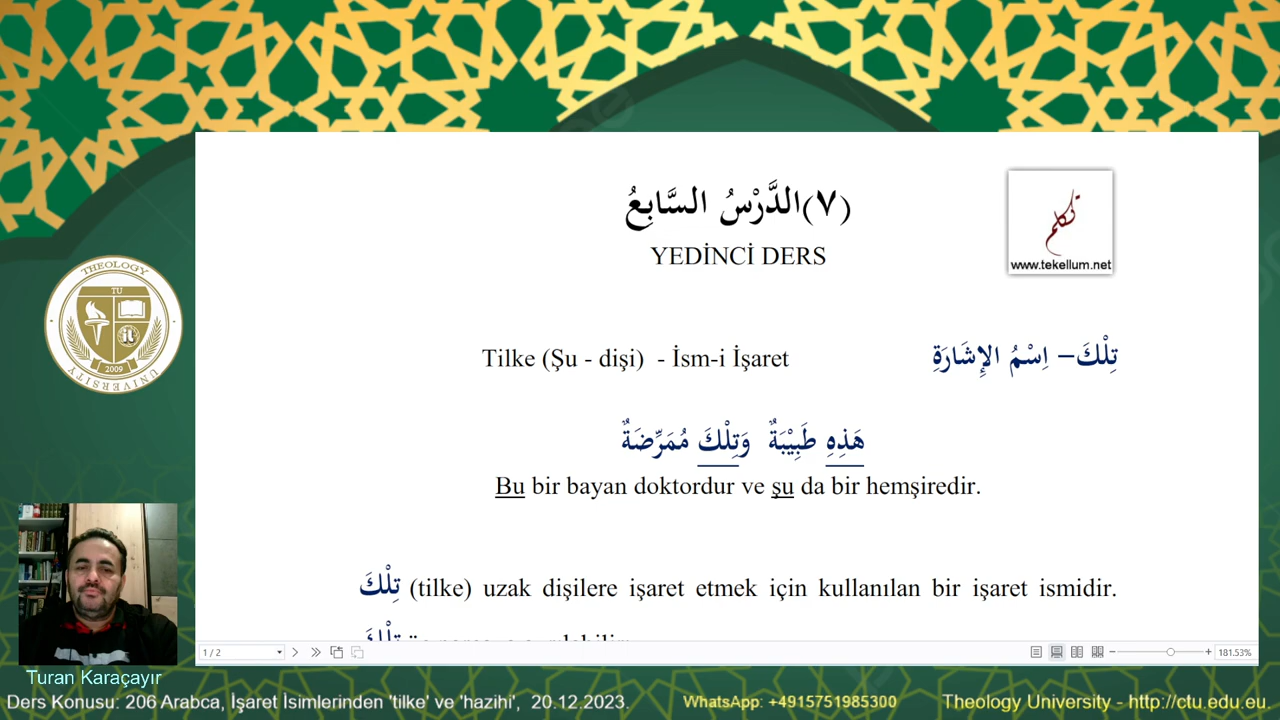 (٧)الدَّرْسُ السَّابِعُ
YEDİNCİ DERS
تكلم
www.tekellum.net
تِلْكَ– اِسْمُ الإِشَارَةِ
Tilke (Şu - dişi) - İsm-i İşaret
هَذِهِ طَبِيْبَةٌ وَتِلْكَ مُمَرِّضَةٌ
Bu bir bayan doktordur ve şu da bir hemşiredir.
تِلْكَ (tilke) uzak dişilere işaret etmek için kullanılan bir işaret ismidir.
1 / 2
181.53%
THEOLOGY
TU
2009
UNIVERSITY
Turan Karaçayır
Ders Konusu: 206 Arabca, İşaret İsimlerinden 'tilke' ve 'hazihi', 20.12.2023.
WhatsApp: +4915751985300
Theology University - http://ctu.edu.eu.